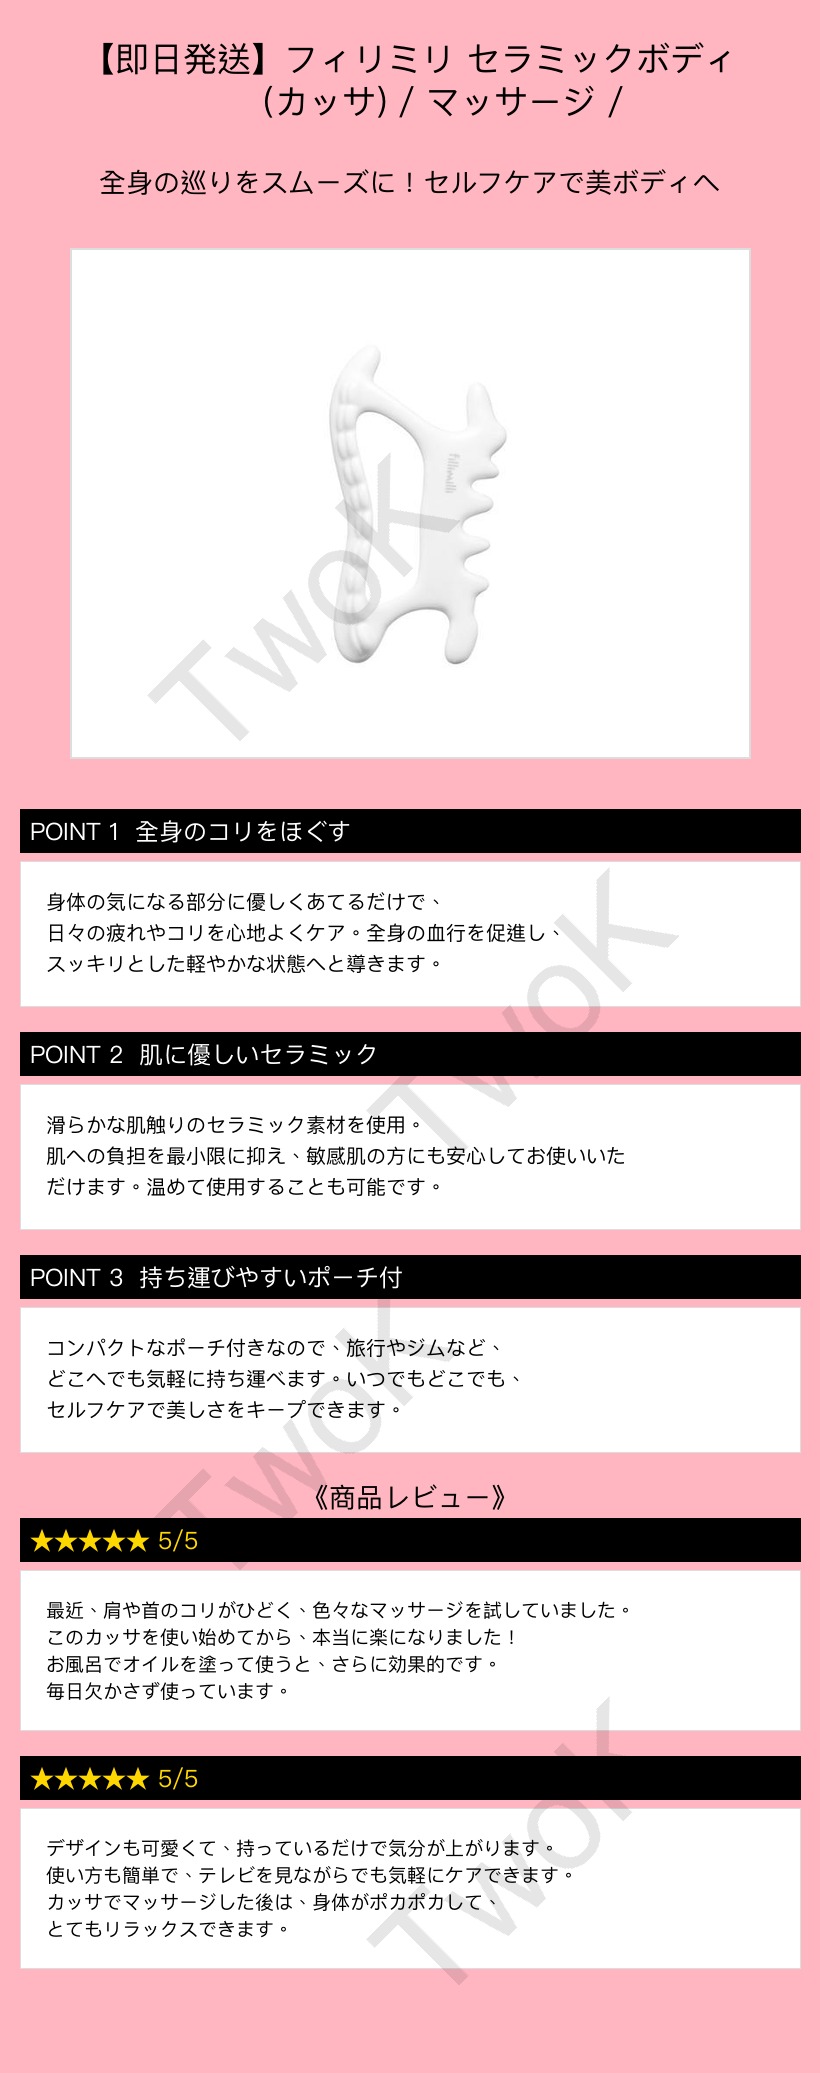 【即日発送】フィリミリ セラミックボディ
(カッサ) / マッサージ /
全身の巡りをスムーズに！セルフケアで美ボディへ
fillimilli
TwoK
POINT 1 全身のコリをほぐす
身体の気になる部分に優しくあてるだけで、
日々の疲れやコリを心地よくケア。全身の血行を促進し、
スッキリとした軽やかな状態へと導きます。
TwoK
POINT 2 肌に優しいセラミック
滑らかな肌触りのセラミック素材を使用。
肌への負担を最小限に抑え、敏感肌の方にも安心してお使いいた
だけます。温めて使用することも可能です。
POINT 3 持ち運びやすいポーチ付
コンパクトなポーチ付きなので、旅行やジムなど、
どこへでも気軽に持ち運べます。いつでもどこでも、
セルフケアで美しさをキープできます。
TwoK
《商品レビュー》
★★★★★ 5/5
最近、肩や首のコリがひどく、色々なマッサージを試していました。
このカッサを使い始めてから、本当に楽になりました！
お風呂でオイルを塗って使うと、さらに効果的です。
毎日欠かさず使っています。
★★★★★ 5/5
デザインも可愛くて、持っているだけで気分が上がります。
使い方も簡単で、テレビを見ながらでも気軽にケアできます。
カッサでマッサージした後は、身体がポカポカして、
とてもリラックスできます。
TwoK